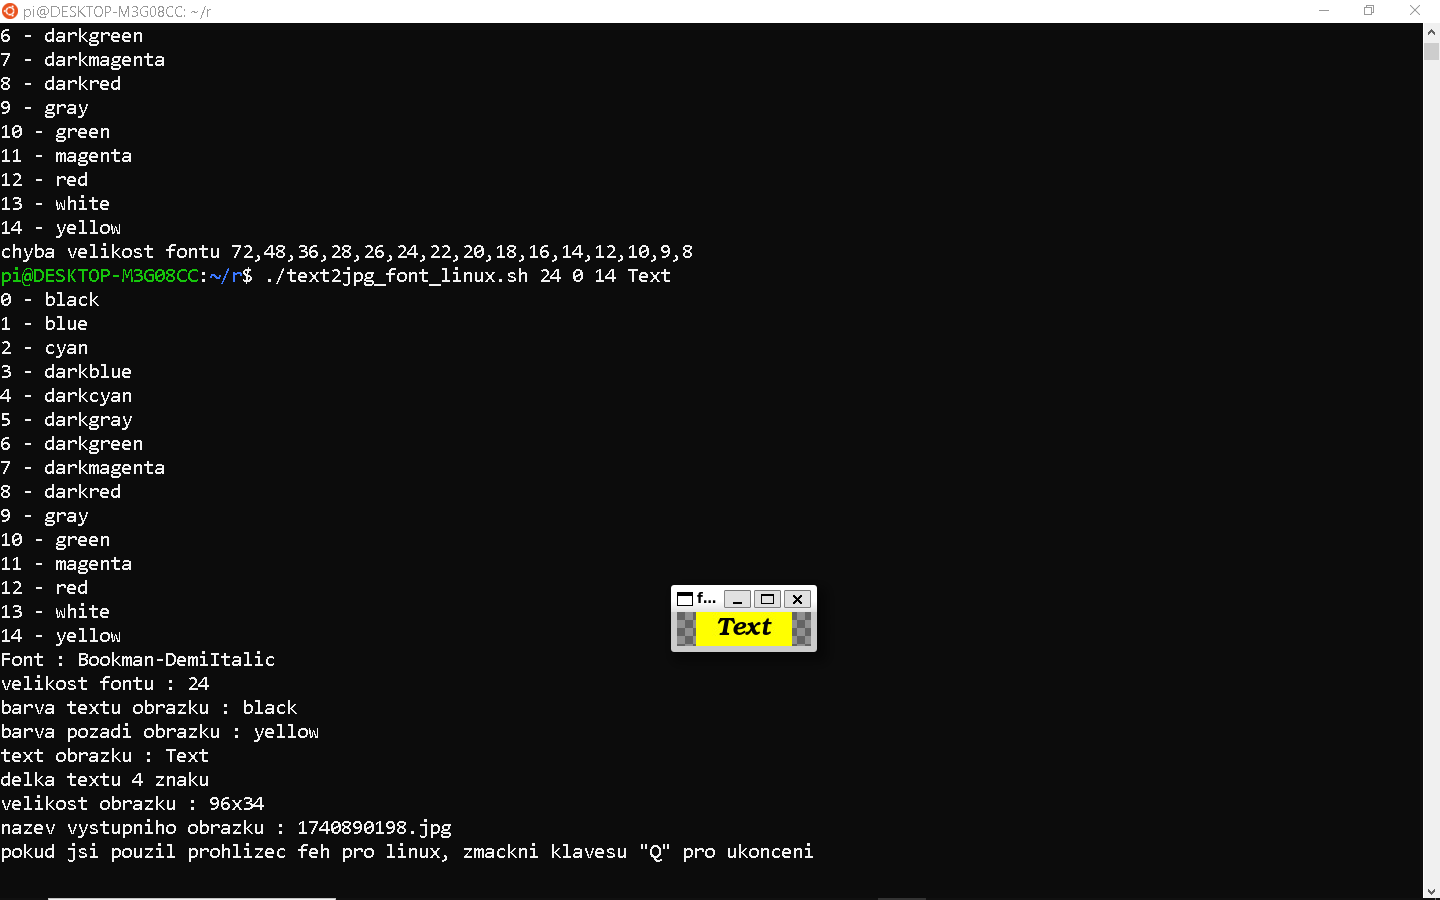 pi@DESKTOP-M3G08CC: ~/r
6 - darkgreen
7 - darkmagenta
8 - darkred
9 - gray
10 - green
11 - magenta
12 - red
13 - white
14 - yellow
chyba velikost fontu 72,48,36,28,26,24,22,20,18,16,14,12,10,9,8
pi@DESKTOP-M3G08CC:~/r$ ./text2jpg_font_linux.sh 24 0 14 Text
0 - black
1 - blue
2 - cyan
3 - darkblue
4 - darkcyan
5 - darkgray
6 - darkgreen
7 - darkmagenta
8 - darkred
9 - gray
10 - green
11 - magenta
12 - red
13 - white
14 - yellow
Font : Bookman-DemiItalic
velikost fontu : 24
barva textu obrazku : black
barva pozadi obrazku : yellow
text obrazku : Text
delka textu 4 znaku
velikost obrazku : 96x34
nazev vystupniho obrazku : 1740890198.jpg
pokud jsi pouzil prohlizec feh pro linux, zmackni klavesu "Q" pro ukonceni
f...
Text